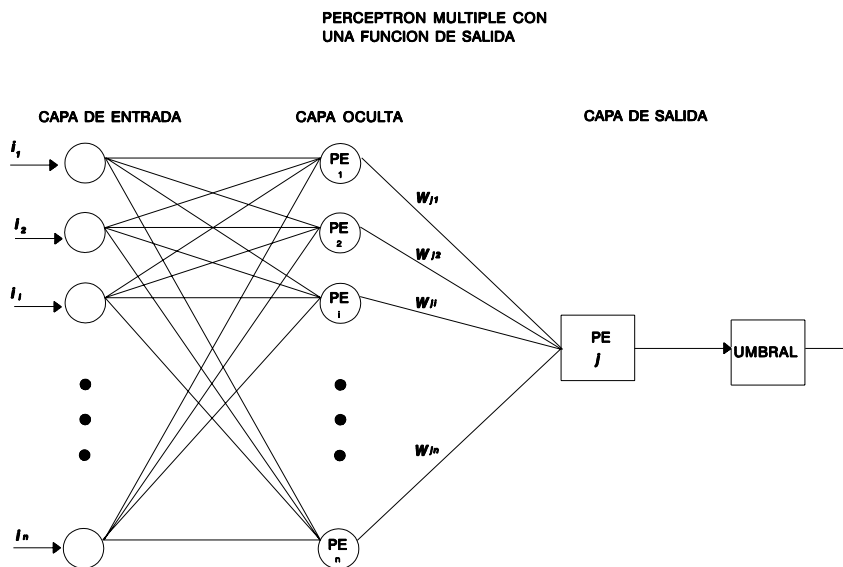 PERCEPTRON MULTIPLE CON
UNA FUNCION DE SALIDA
CAPA DE ENTRADA
CAPA OCULTA
CAPA DE SALIDA
i1
PE
1
Wj1
i2
PE
2
Wj2
ii
PE
i
Wji
PE
j
UMBRAL
Wjn
in
PE
n